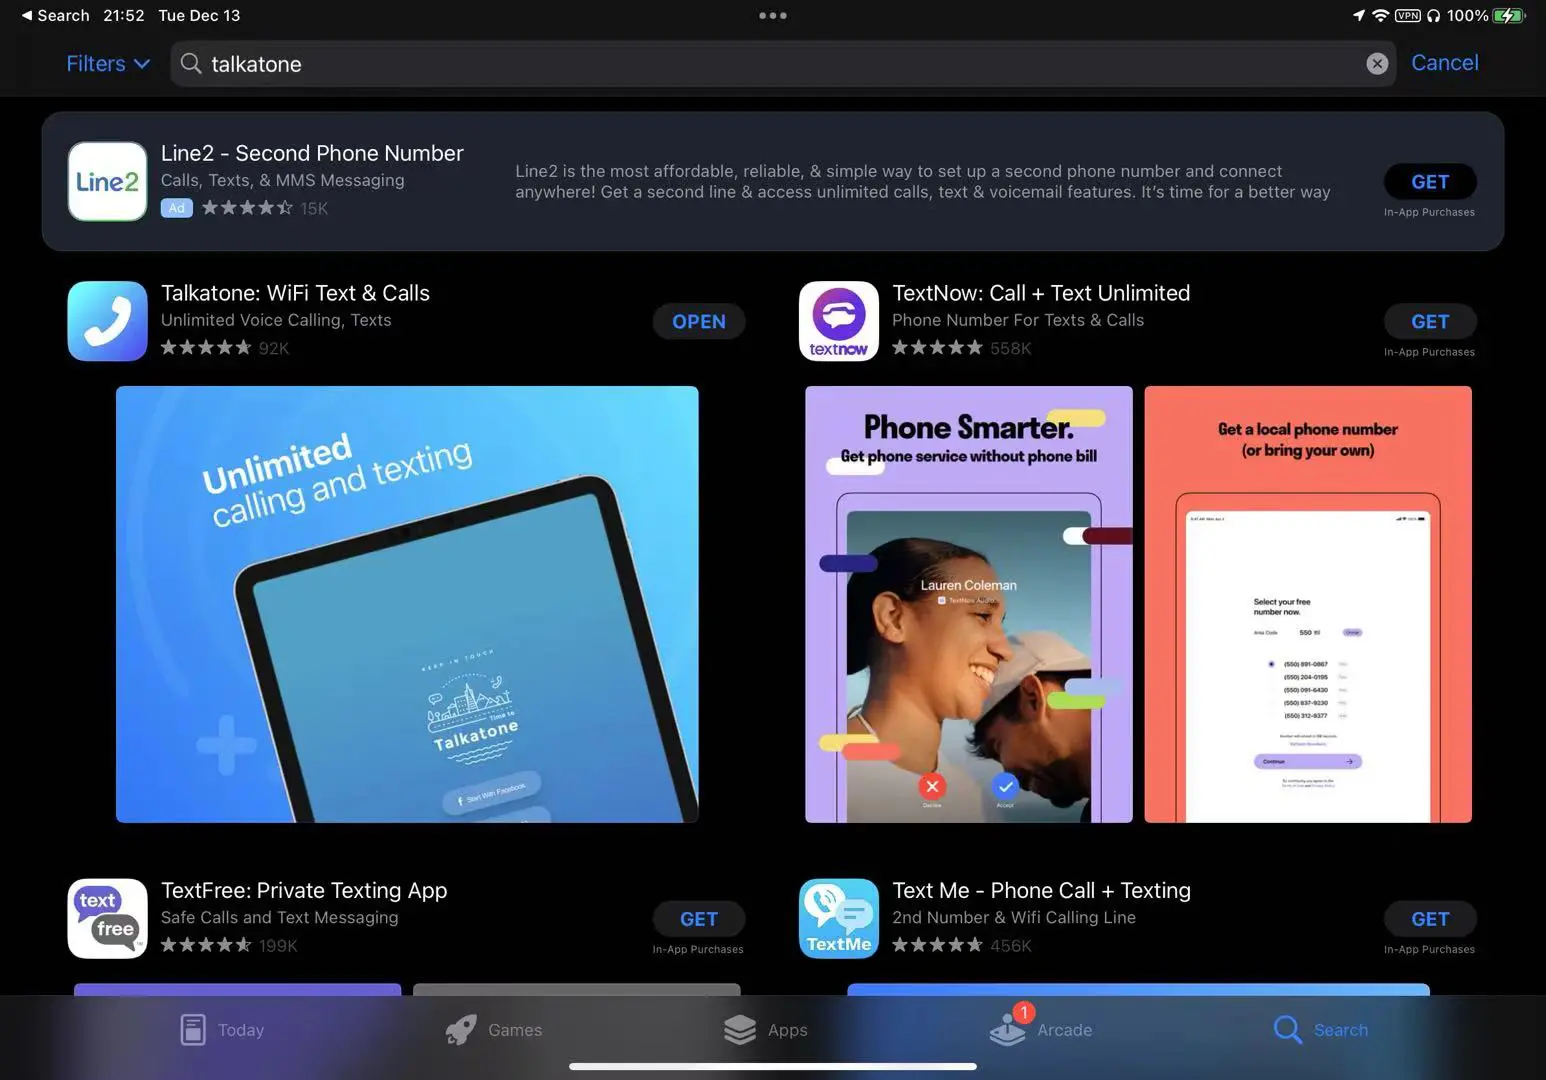 ◀ Search 21:52 Tue Dec 13
VPN 100%
Filters
talkatone
Cancel
Line2
Line2 - Second Phone Number
Calls, Texts, & MMS Messaging
Ad 15K
Line2 is the most affordable, reliable, & simple way to set up a second phone number and connect
anywhere! Get a second line & access unlimited calls, text & voicemail features. It's time for a better way
GET
In-App Purchases
Talkatone: WiFi Text & Calls
Unlimited Voice Calling, Texts
92K
OPEN
textnow
TextNow: Call + Text Unlimited
Phone Number For Texts & Calls
558K
GET
In-App Purchases
Unlimited
calling and texting
KEEP IN TOUCH
Time to
Talkatone
f Start With Facebook
Phone Smarter.
Get phone service without phone bill
Lauren Coleman
TextNow Audio
Decline
Accept
Get a local phone number
(or bring your own)
Select your free
number now.
Area Code 550
Change
(550) 891-0867
(550) 204-0195
(550) 091-6430
(550) 837-9230
(550) 312-9377
Continue
text
free
TextFree: Private Texting App
Safe Calls and Text Messaging
199K
GET
In-App Purchases
TextMe
Text Me - Phone Call + Texting
2nd Number & Wifi Calling Line
456K
GET
In-App Purchases
Today
Games
Apps
1
Arcade
Search